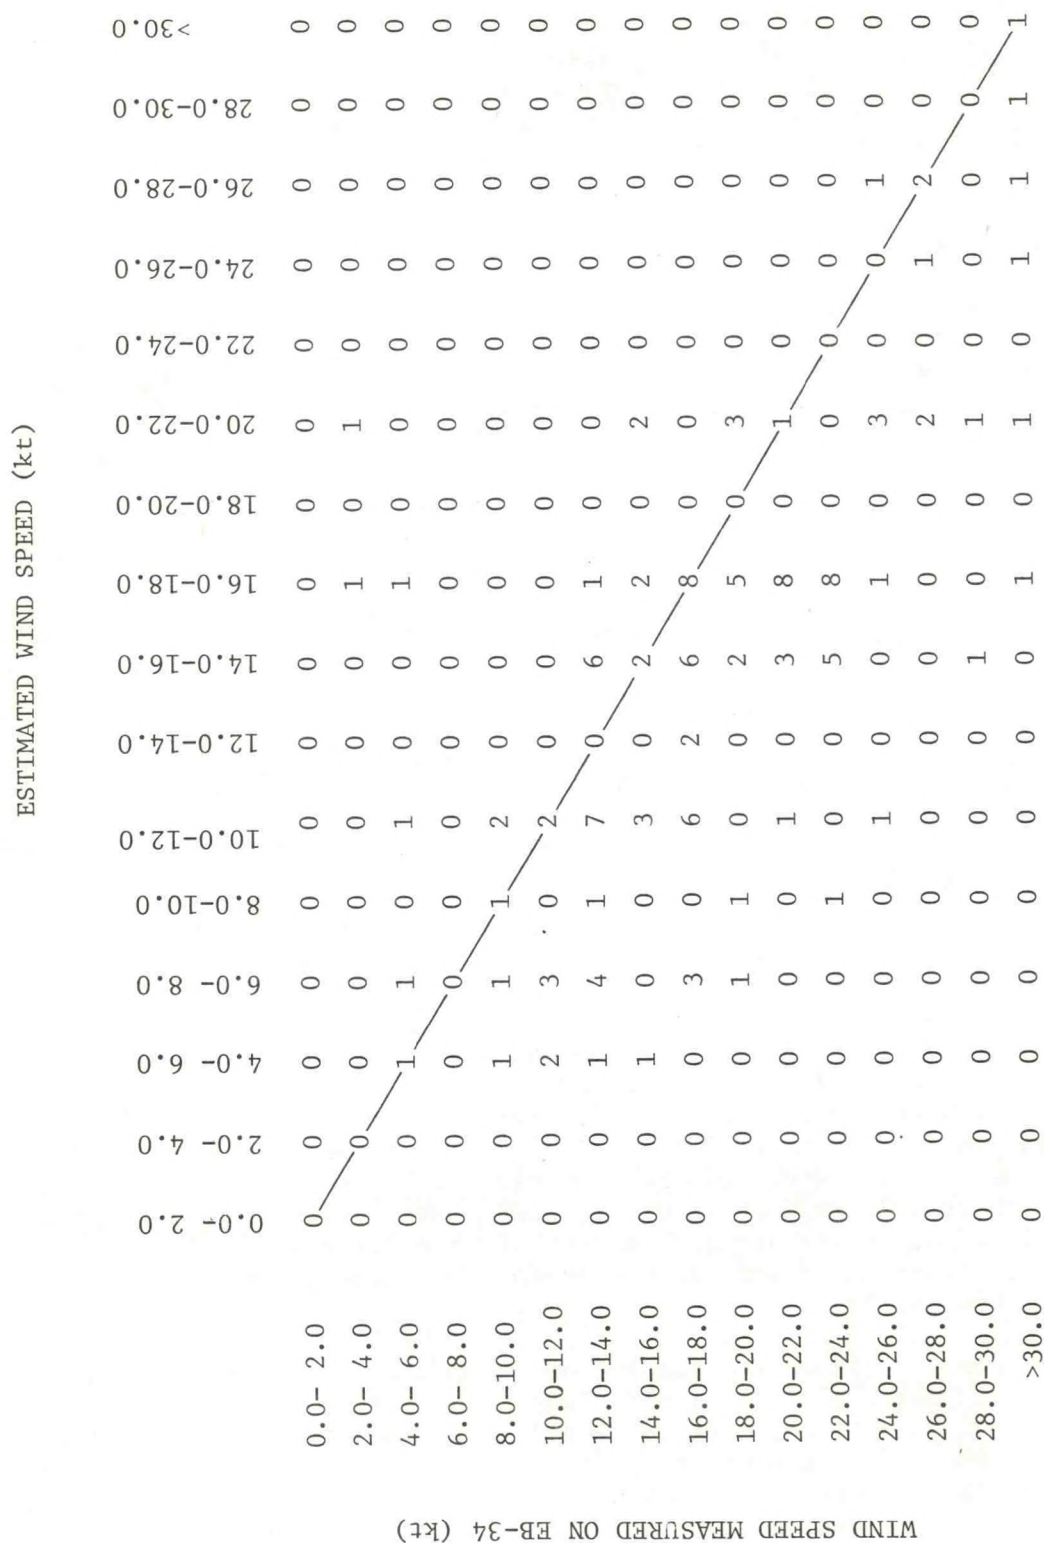 ESTIMATED WIND SPEED (kt)
0.0- 2.0 2.0- 4.0 4.0- 6.0 6.0- 8.0 8.0-10.0 10.0-12.0 12.0-14.0 14.0-16.0 16.0-18.0 18.0-20.0 20.0-22.0 22.0-24.0 24.0-26.0 26.0-28.0 28.0-30.0 >30.0
WIND SPEED MEASURED ON EB-34 (kt)
0.0- 2.0 0 0 0 0 0 0 0 0 0 0 0 0 0 0 0 0
2.0- 4.0 0 0 0 0 0 0 0 0 1 0 1 0 0 0 0 0
4.0- 6.0 0 0 1 1 0 1 0 0 1 0 0 0 0 0 0 0
6.0- 8.0 0 0 0 0 0 0 0 0 0 0 0 0 0 0 0 0
8.0-10.0 0 0 1 1 1 2 0 0 0 0 0 0 0 0 0 0
10.0-12.0 0 0 2 3 0 2 0 0 0 0 0 0 0 0 0 0
12.0-14.0 0 0 1 4 1 7 0 6 1 0 0 0 0 0 0 0
14.0-16.0 0 0 1 0 0 3 0 2 2 0 2 0 0 0 0 0
16.0-18.0 0 0 0 3 0 6 2 6 8 0 0 0 0 0 0 0
18.0-20.0 0 0 0 1 1 0 0 2 5 0 3 0 0 0 0 0
20.0-22.0 0 0 0 0 0 1 0 3 8 0 1 0 0 0 0 0
22.0-24.0 0 0 0 0 1 0 0 5 8 0 0 0 0 0 0 0
24.0-26.0 0 0 0 0 0 1 0 0 1 0 3 0 0 1 0 0
26.0-28.0 0 0 0 0 0 0 0 0 0 0 2 0 1 2 0 0
28.0-30.0 0 0 0 0 0 0 0 1 0 0 1 0 0 0 0 0
>30.0 0 0 0 0 0 0 0 0 1 0 1 0 1 1 1 1